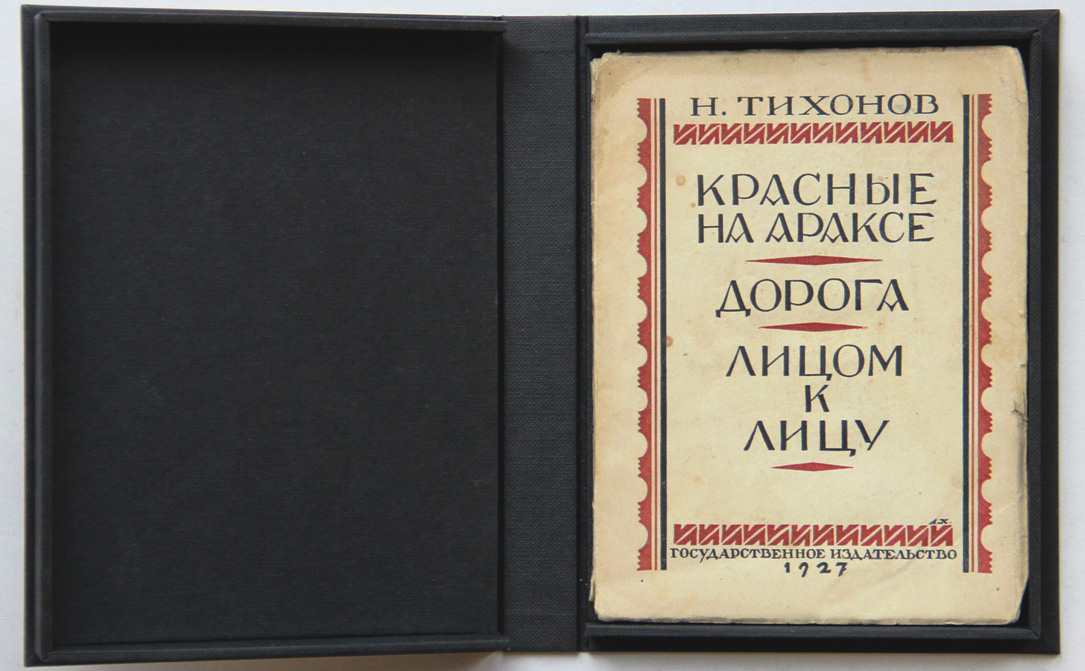 Н. ТИХОНОВ
КРАСНЫЕ
НА АРАКСЕ
ДОРОГА
ЛИЦОМ
К
ЛИЦУ
ГОСУДАРСТВЕННОЕ ИЗДАТЕЛЬСТВО
1927